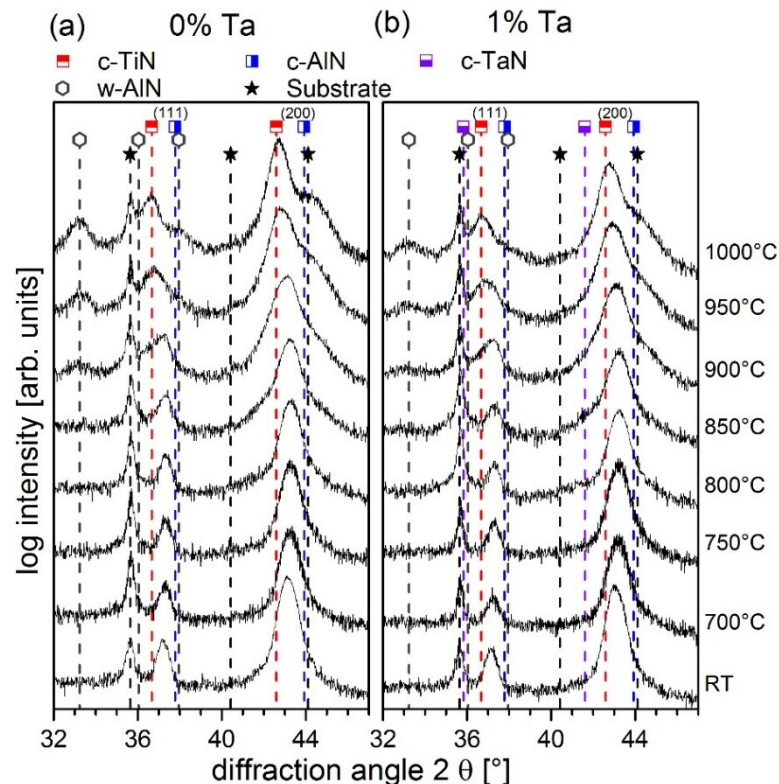 (a) 0% Ta (b) 1% Ta
c-TiN c-AlN c-TaN
w-AlN Substrate
(111) (200) (111) (200)
1000°C
950°C
900°C
850°C
800°C
750°C
700°C
RT
log intensity [arb. units]
32 36 40 44 32 36 40 44
diffraction angle 2 θ [°]